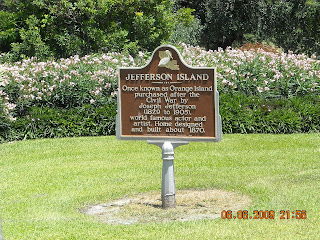 JEFFERSON ISLAND
Once known as Orange Island
purchased after the
Civil War by
Joseph Jefferson
(1829 to 1905),
world famous actor and
artist. Home designed
and built about 1870.
06.08.2009 21:56